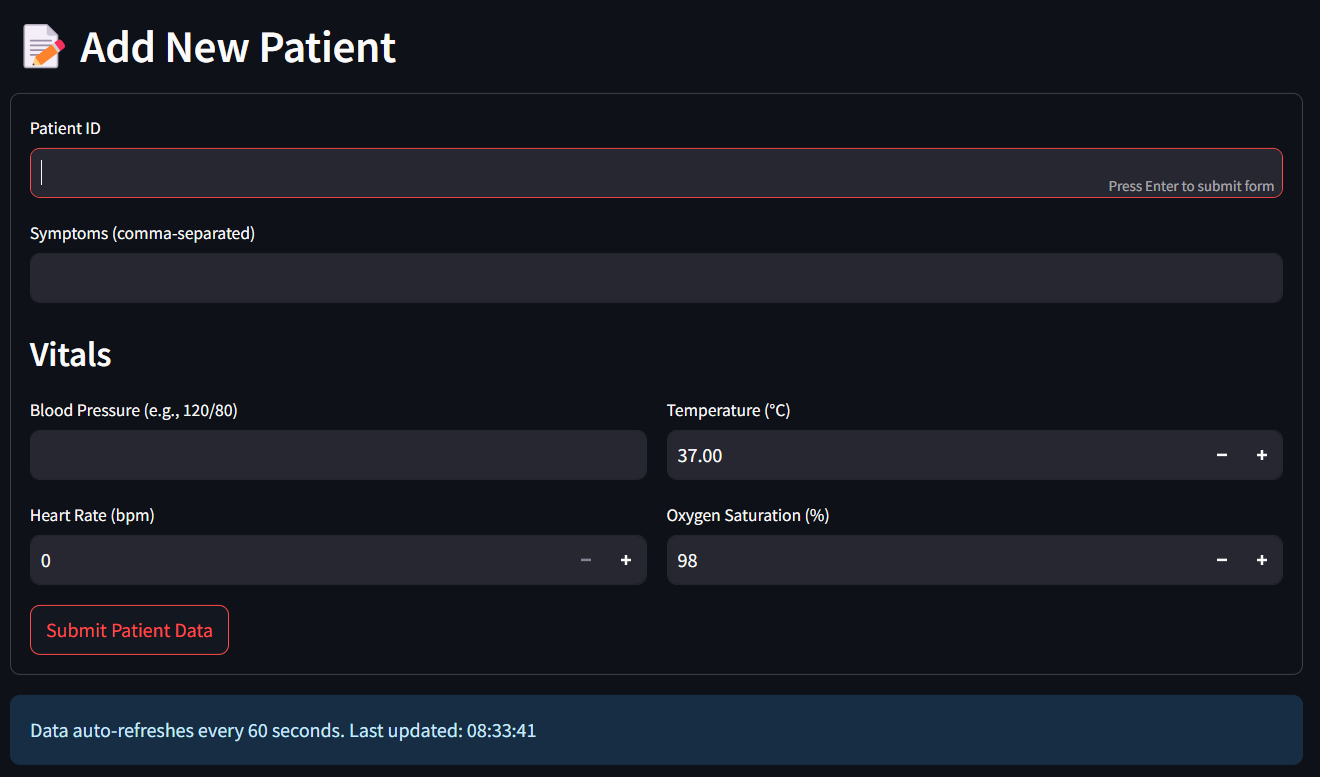 Add New Patient
Patient ID
Press Enter to submit form
Symptoms (comma-separated)
Vitals
Blood Pressure (e.g., 120/80)
Temperature (°C)
37.00
Heart Rate (bpm)
Oxygen Saturation (%)
0
98
Submit Patient Data
Data auto-refreshes every 60 seconds. Last updated: 08:33:41